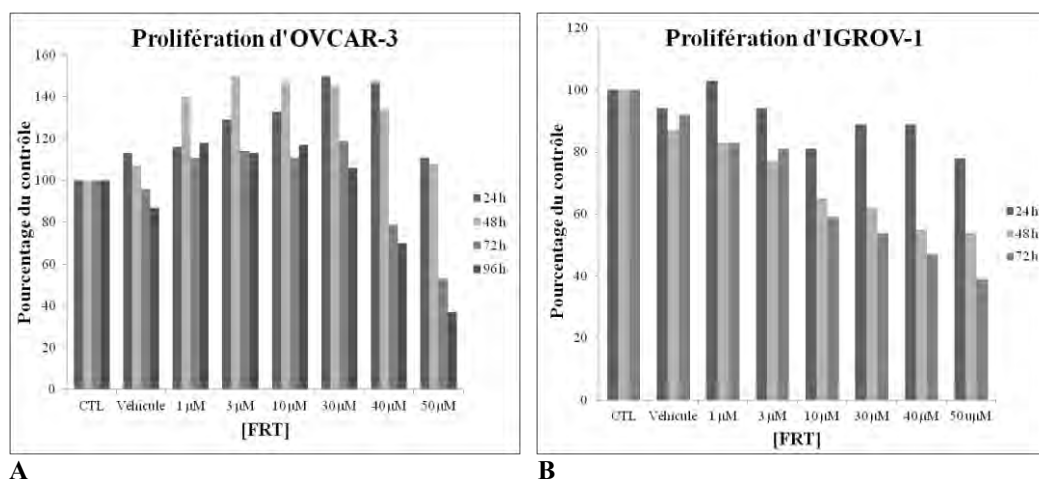 Prolifération d'OVCAR-3
Pourcentage du contrôle
160
140
120
100
80
60
40
20
0
CTL Véhicule 1 µM 3 µM 10 µM 30 µM 40 µM 50 µM
[FRT]
24h
48h
72h
96h
A
Prolifération d'IGROV-1
Pourcentage du contrôle
120
100
80
60
40
20
0
CTL Véhicule 1 µM 3 µM 10 µM 30 µM 40 µM 50 uµM
[FRT]
24h
48h
72h
B